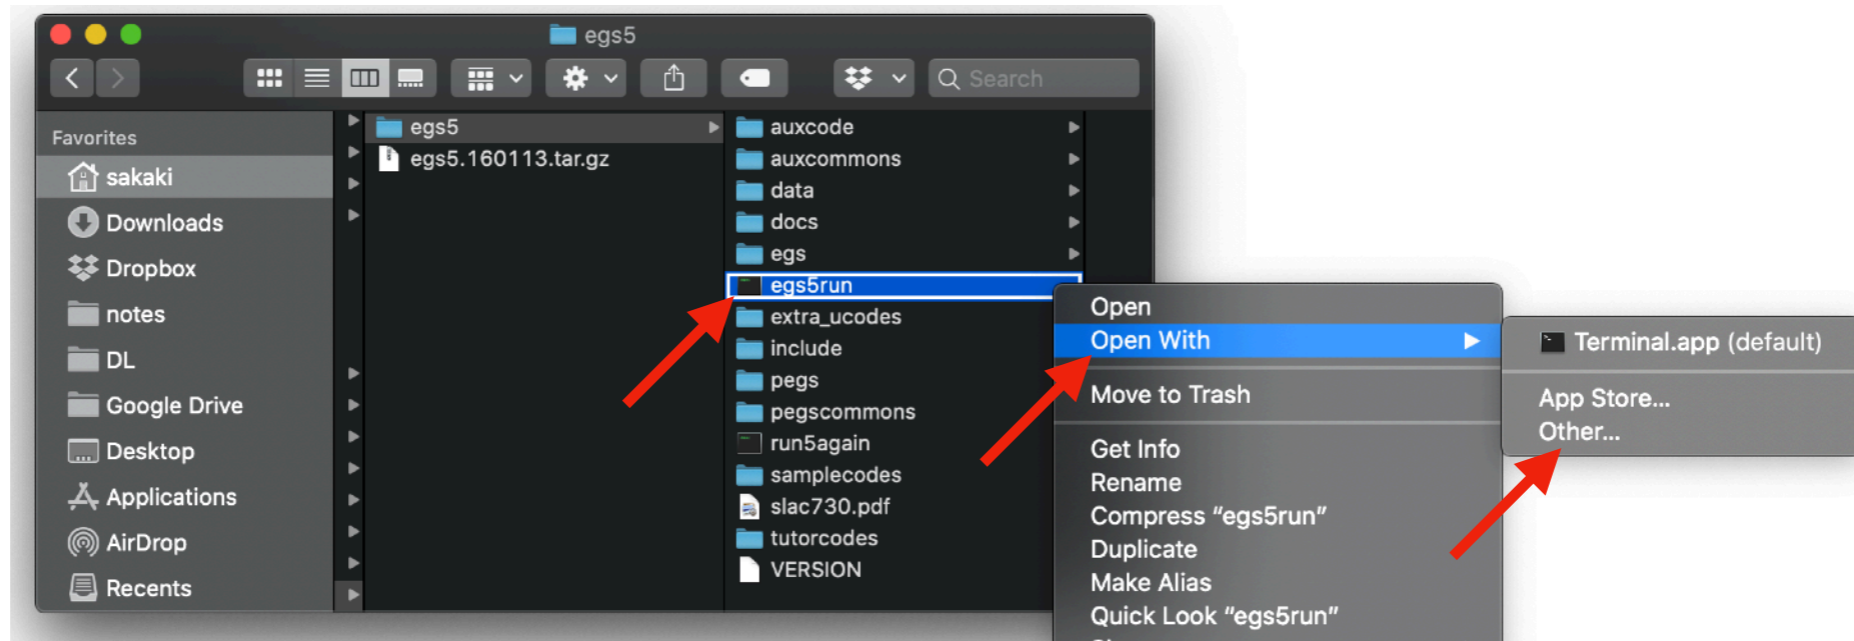 egs5
Search
Favorites
sakaki
Downloads
Dropbox
notes
DL
Google Drive
Desktop
Applications
AirDrop
Recents
egs5
egs5.160113.tar.gz
auxcode
auxcommons
data
docs
egs
egs5run
extra_ucodes
include
pegs
pegscommons
run5again
samplecodes
slac730.pdf
tutorcodes
VERSION
Open
Open With
Move to Trash
Get Info
Rename
Compress “egs5run”
Duplicate
Make Alias
Quick Look “egs5run”
Terminal.app (default)
App Store...
Other...